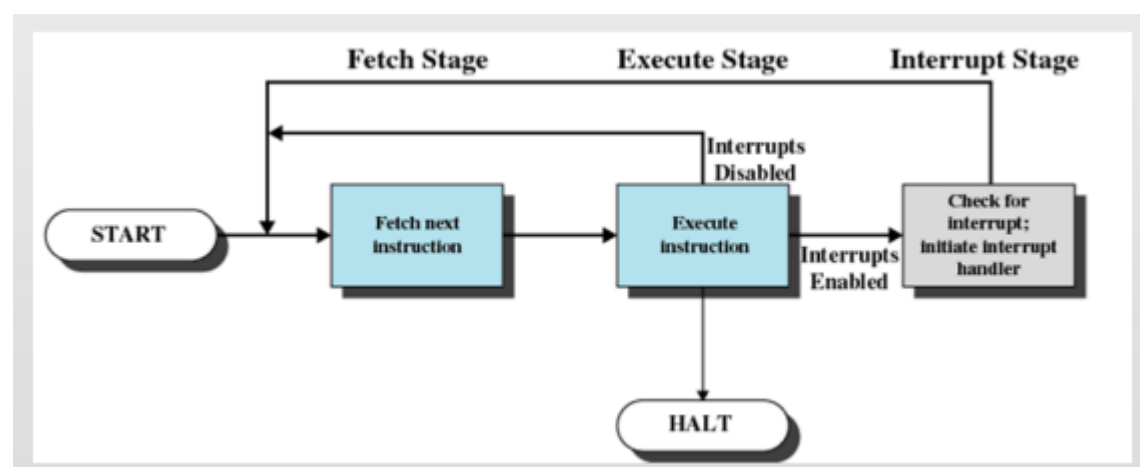 Fetch Stage
Execute Stage
Interrupt Stage
Interrupts
Disabled
START
Fetch next
instruction
Execute
instruction
Interrupts
Enabled
Check for
interrupt;
initiate interrupt
handler
HALT